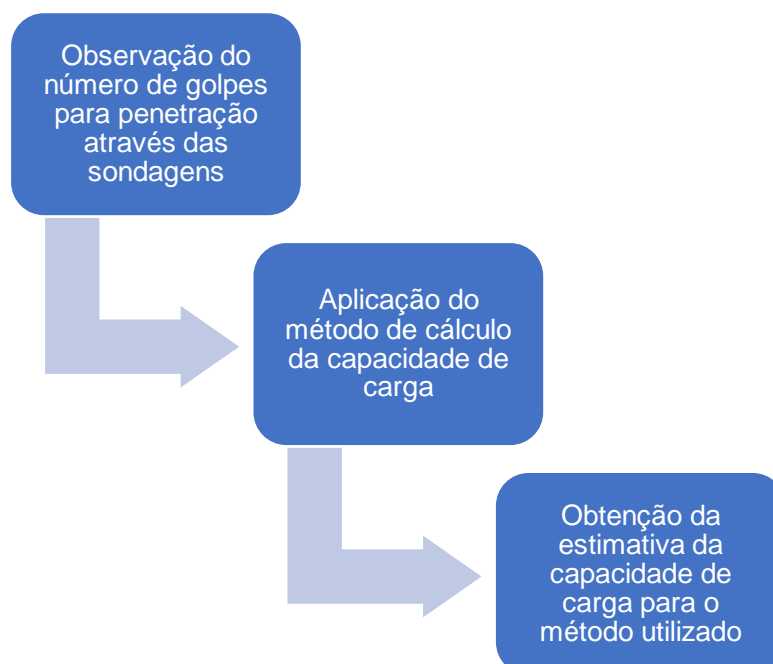 Observação do
número de golpes
para penetração
através das
sondagens
Aplicação do
método de cálculo
da capacidade de
carga
Obtenção da
estimativa da
capacidade de
carga para o
método utilizado